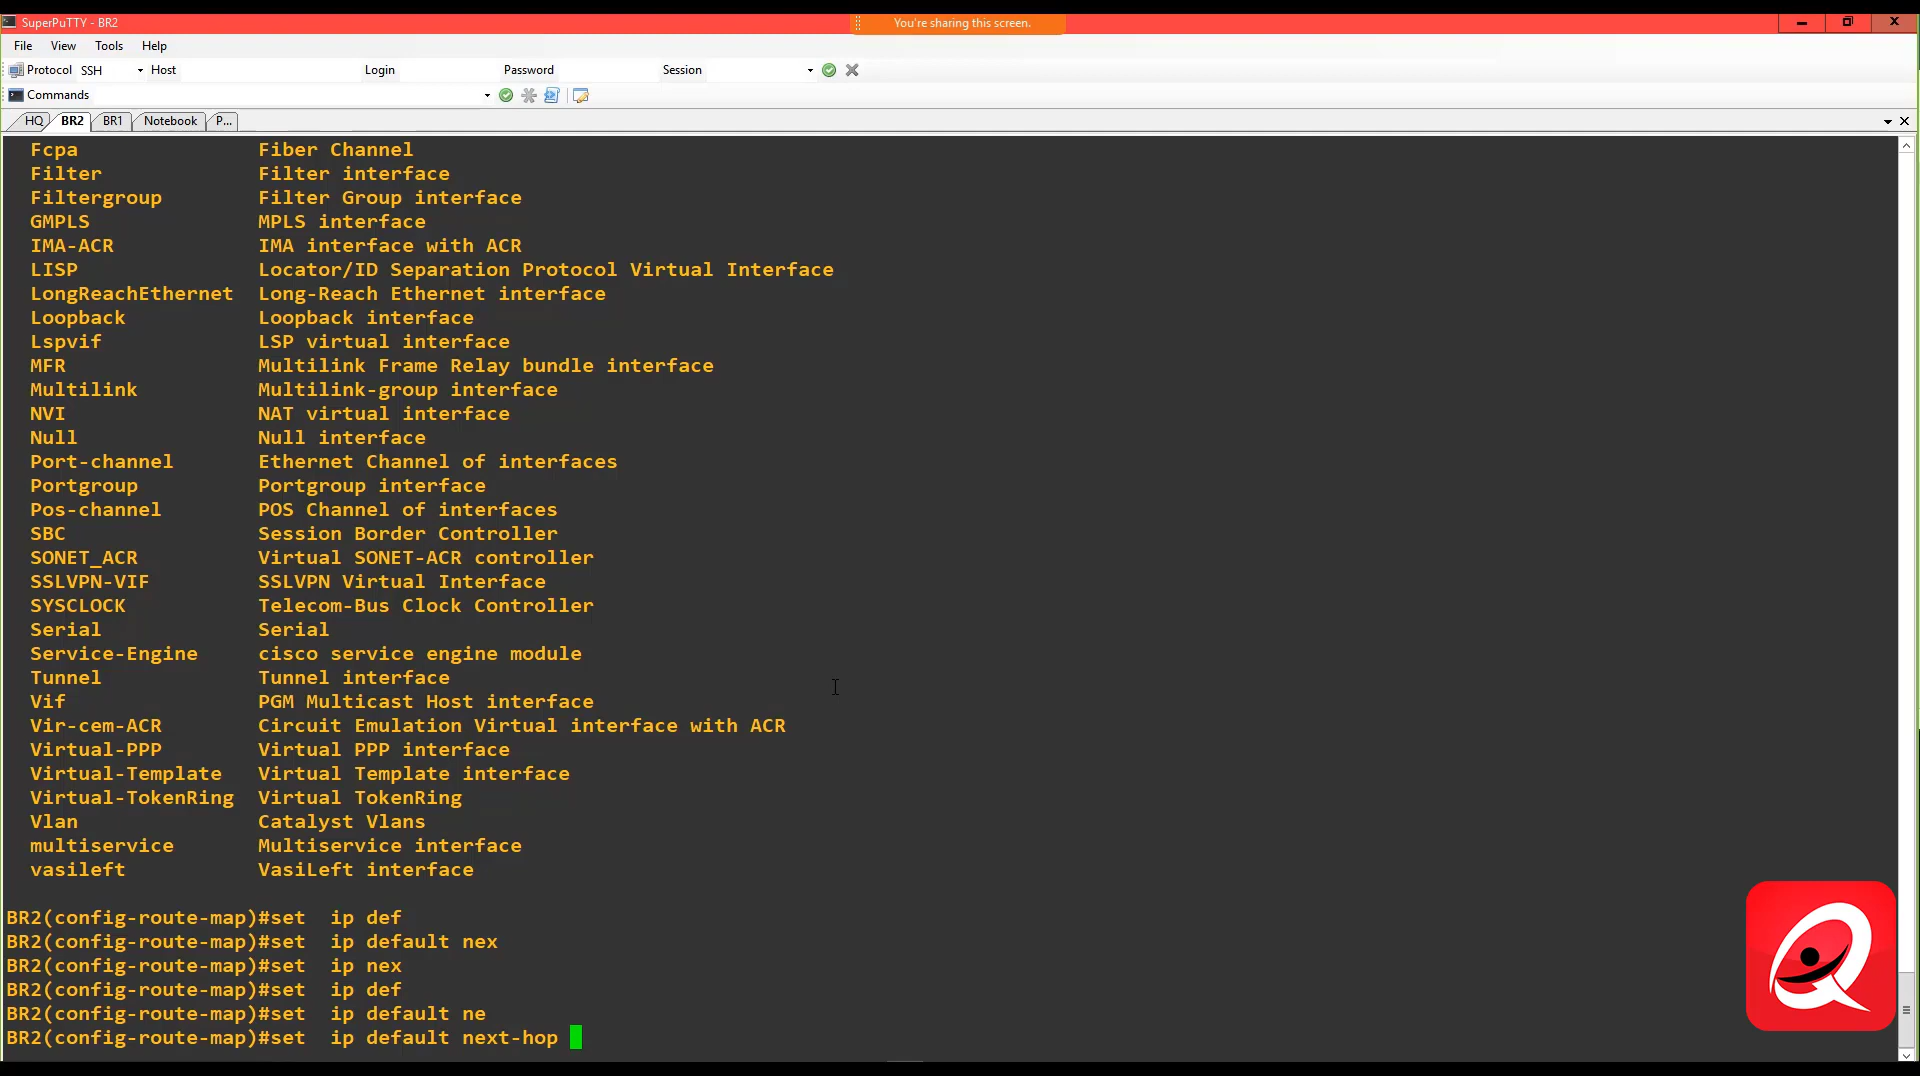 SuperPuTTY - BR2
You're sharing this screen.
File View Tools Help
Protocol SSH Host Login Password Session
Commands
HQ BR2 BR1 Notebook P...
Fcpa Fiber Channel
Filter Filter interface
Filtergroup Filter Group interface
GMPLS MPLS interface
IMA-ACR IMA interface with ACR
LISP Locator/ID Separation Protocol Virtual Interface
LongReachEthernet Long-Reach Ethernet interface
Loopback Loopback interface
Lspvif LSP virtual interface
MFR Multilink Frame Relay bundle interface
Multilink Multilink-group interface
NVI NAT virtual interface
Null Null interface
Port-channel Ethernet Channel of interfaces
Portgroup Portgroup interface
Pos-channel POS Channel of interfaces
SBC Session Border Controller
SONET_ACR Virtual SONET-ACR controller
SSLVPN-VIF SSLVPN Virtual Interface
SYSCLOCK Telecom-Bus Clock Controller
Serial Serial
Service-Engine cisco service engine module
Tunnel Tunnel interface
Vif PGM Multicast Host interface
Vir-cem-ACR Circuit Emulation Virtual interface with ACR
Virtual-PPP Virtual PPP interface
Virtual-Template Virtual Template interface
Virtual-TokenRing Virtual TokenRing
Vlan Catalyst Vlans
multiservice Multiservice interface
vasileft VasiLeft interface
BR2(config-route-map)#set ip def
BR2(config-route-map)#set ip default nex
BR2(config-route-map)#set ip nex
BR2(config-route-map)#set ip def
BR2(config-route-map)#set ip default ne
BR2(config-route-map)#set ip default next-hop